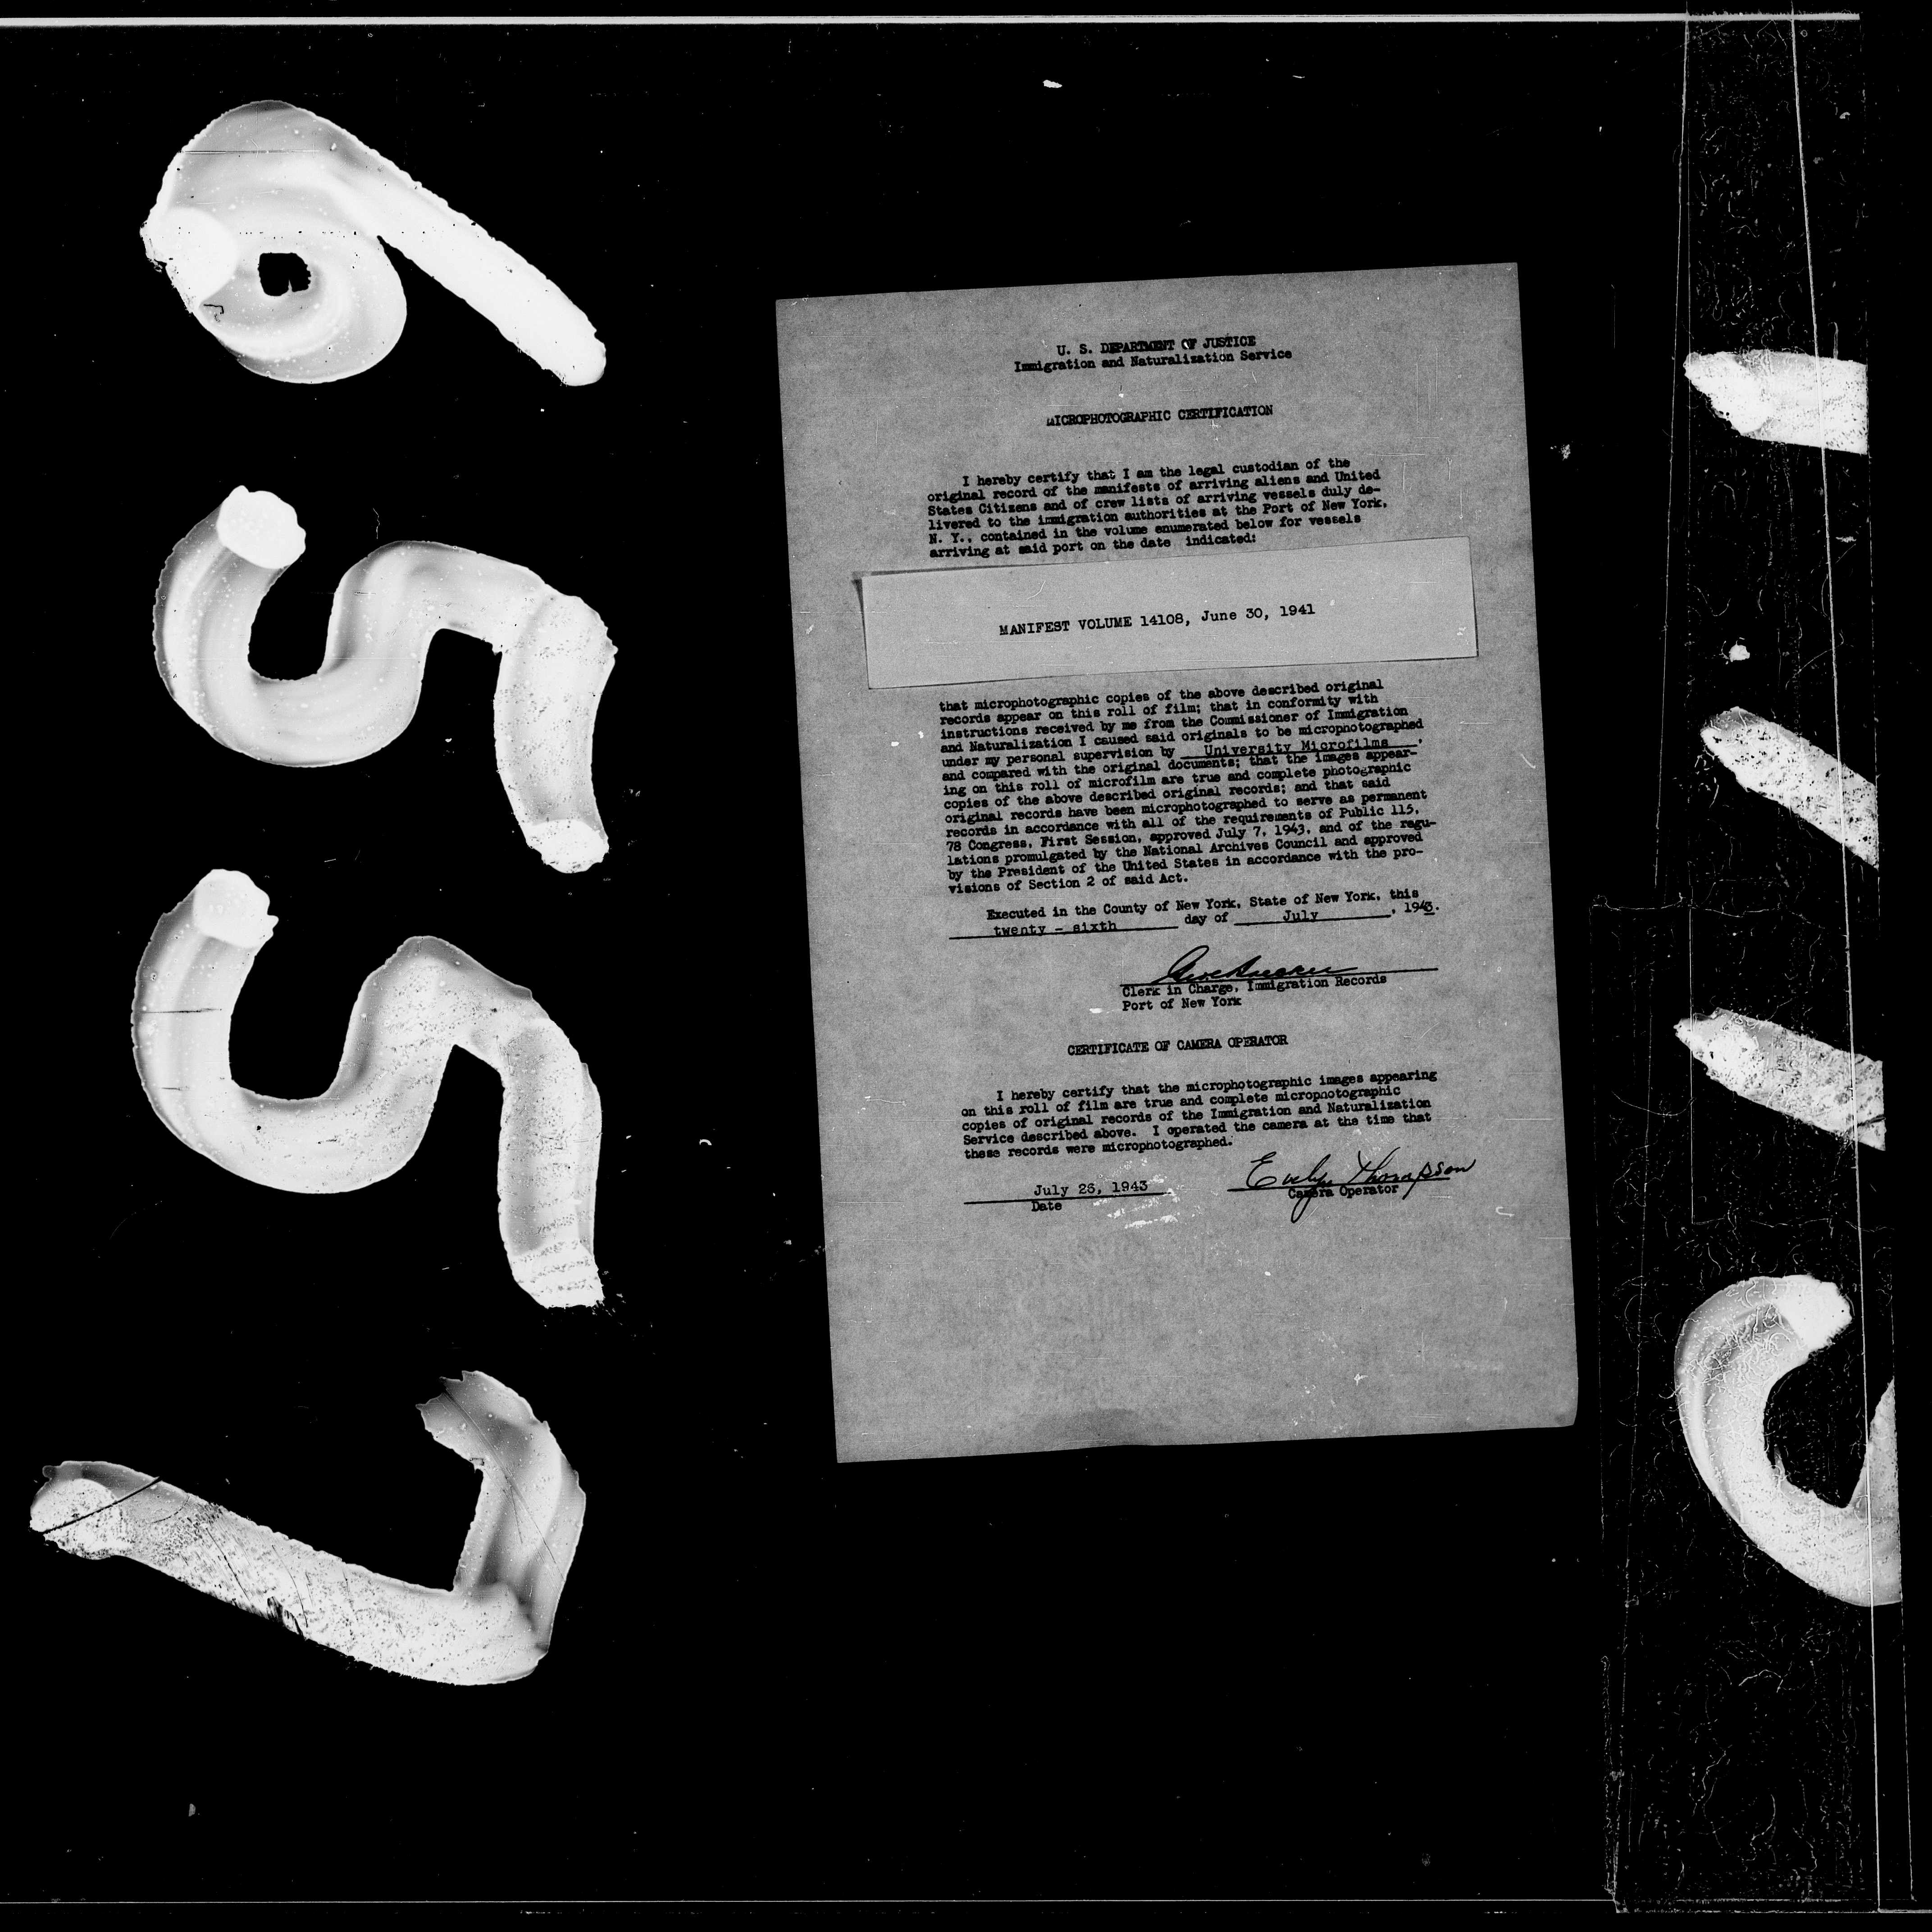 6557
U. S. DEPARTMENT OF JUSTICE
Immigration and Naturalization Service
MICROPHOTOGRAPHIC CERTIFICATION
I hereby certify that I am the legal custodian of the
original record of the manifests of arriving aliens and United
States Citizens and of crew lists of arriving vessels duly de-
livered to the immigration authorities at the Port of New York,
N. Y., contained in the volume enumerated below for vessels
arriving at said port on the date indicated:
MANIFEST VOLUME 14108, June 30, 1941
that microphotographic copies of the above described original
records appear on this roll of film; that in conformity with
instructions received by me from the Commissioner of Immigration
and Naturalization I caused said originals to be microphotographed
under my personal supervision by University Microfilms,
and compared with the original documents; that the images appear-
ing on this roll of microfilm are true and complete photographic
copies of the above described original records; and that said
original records have been microphotographed to serve as permanent
records in accordance with all of the requirements of Public 115,
78 Congress, First Session, approved July 7, 1943, and of the regu-
lations promulgated by the National Archives Council and approved
by the President of the United States in accordance with the pro-
visions of Section 2 of said Act.
Executed in the County of New York, State of New York, this
twenty - sixth day of July, 1943.
Clerk in Charge, Immigration Records
Port of New York
CERTIFICATE OF CAMERA OPERATOR
I hereby certify that the microphotographic images appearing
on this roll of film are true and complete microphotographic
copies of original records of the Immigration and Naturalization
Service described above. I operated the camera at the time that
these records were microphotographed.
July 26, 1943 Evelyn Thompson
Date Camera Operator